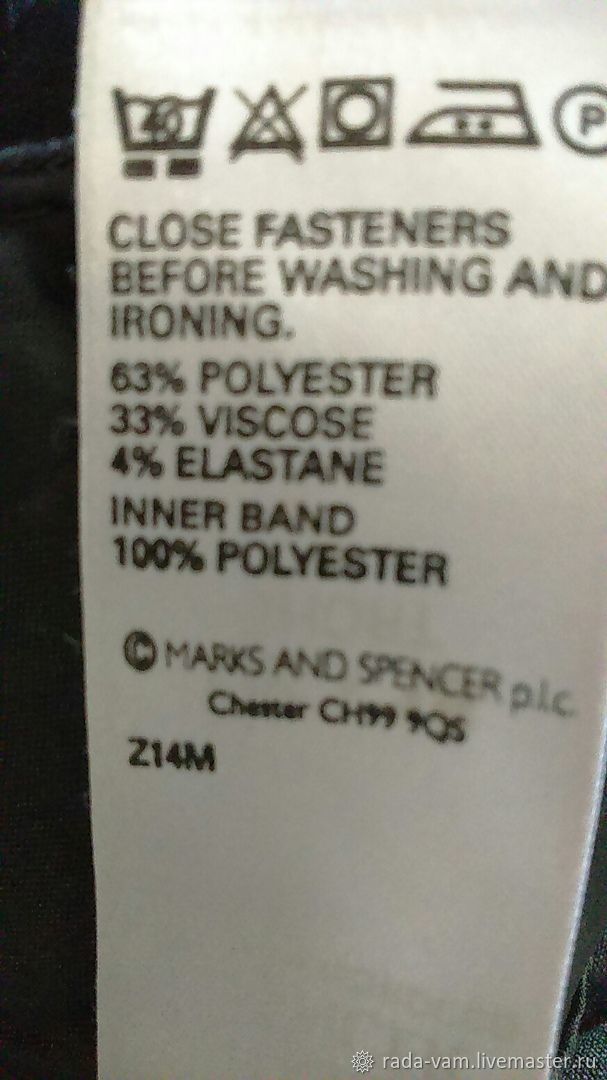 40
P
CLOSE FASTENERS
BEFORE WASHING AND
IRONING.
63% POLYESTER
33% VISCOSE
4% ELASTANE
INNER BAND
100% POLYESTER
© MARKS AND SPENCER p.l.c.
Chester CH99 9QS
Z14M
rada-vam.livemaster.ru